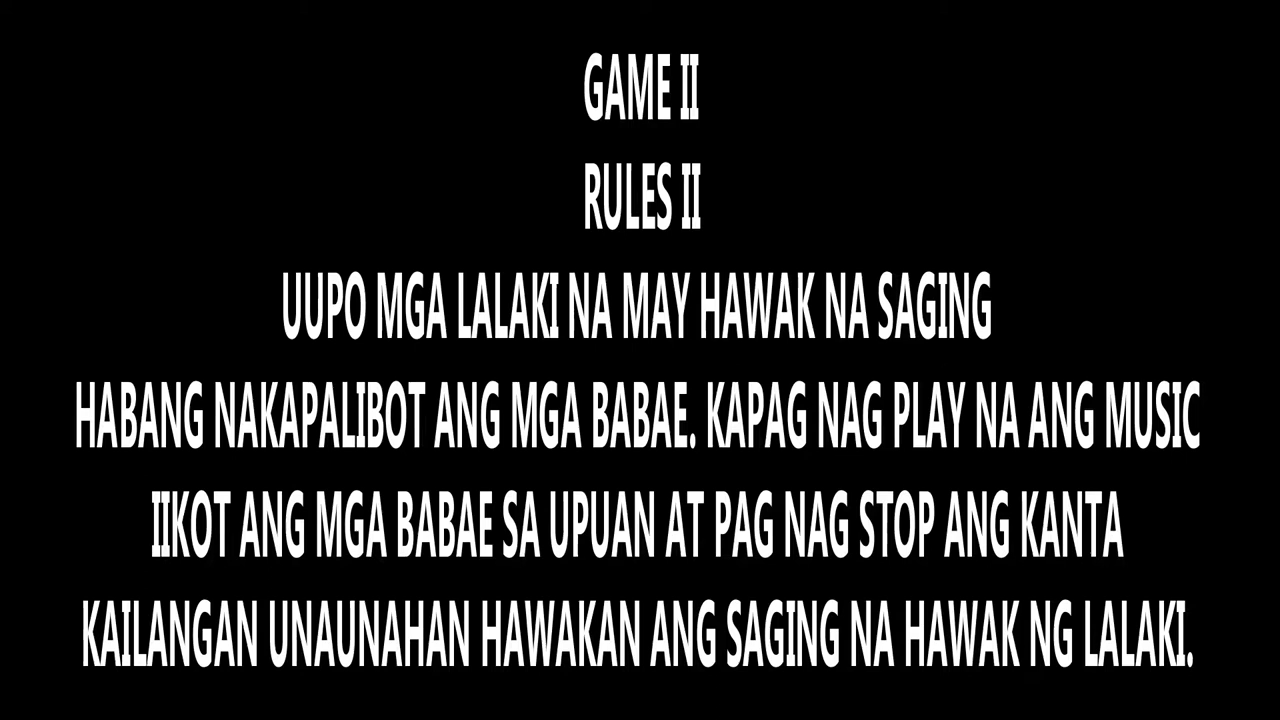 GAME II
RULES II
UUPO MGA LALAKI NA MAY HAWAK NA SAGING
HABANG NAKAPALIBOT ANG MGA BABAE. KAPAG NAG PLAY NA ANG MUSIC
IIKOT ANG MGA BABAE SA UPUAN AT PAG NAG STOP ANG KANTA
KAILANGAN UNAUNAHAN HAWAKAN ANG SAGING NA HAWAK NG LALAKI.